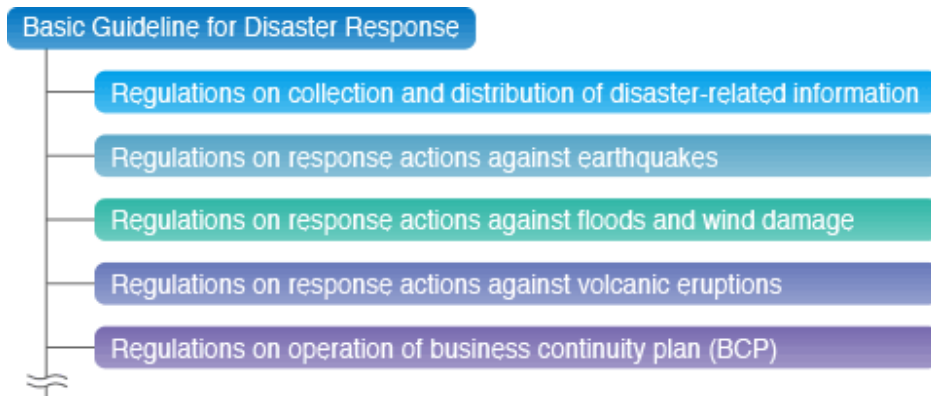 Basic Guideline for Disaster Response
Regulations on collection and distribution of disaster-related information
Regulations on response actions against earthquakes
Regulations on response actions against floods and wind damage
Regulations on response actions against volcanic eruptions
Regulations on operation of business continuity plan (BCP)